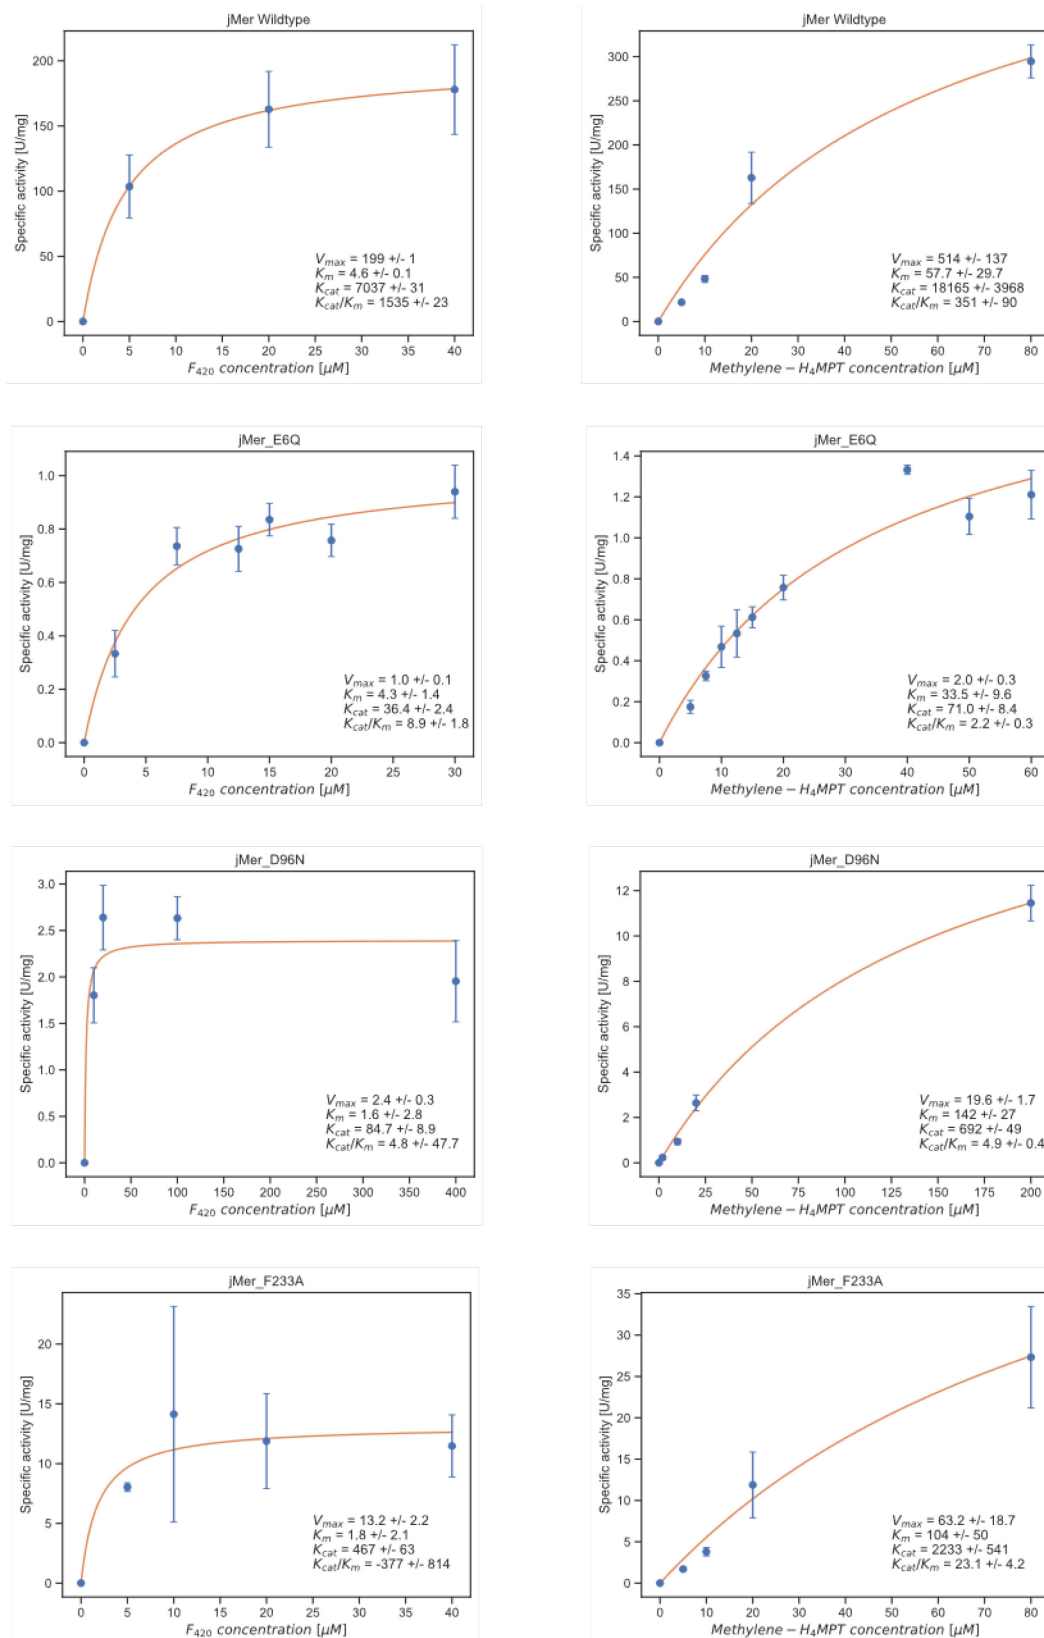 jMer Wildtype
Specific activity [U/mg]
200
150
100
50
0
V_max = 199 +/- 1
K_m = 4.6 +/- 0.1
K_cat = 7037 +/- 31
K_cat/K_m = 1535 +/- 23
0 5 10 15 20 25 30 35 40
F_420 concentration [μM]
jMer Wildtype
Specific activity [U/mg]
300
250
200
150
100
50
0
V_max = 514 +/- 137
K_m = 57.7 +/- 29.7
K_cat = 18165 +/- 3968
K_cat/K_m = 351 +/- 90
0 10 20 30 40 50 60 70 80
Methylene − H_4MPT concentration [μM]
jMer_E6Q
Specific activity [U/mg]
1.0
0.8
0.6
0.4
0.2
0.0
V_max = 1.0 +/- 0.1
K_m = 4.3 +/- 1.4
K_cat = 36.4 +/- 2.4
K_cat/K_m = 8.9 +/- 1.8
0 5 10 15 20 25 30
F_420 concentration [μM]
jMer_E6Q
Specific activity [U/mg]
1.4
1.2
1.0
0.8
0.6
0.4
0.2
0.0
V_max = 2.0 +/- 0.3
K_m = 33.5 +/- 9.6
K_cat = 71.0 +/- 8.4
K_cat/K_m = 2.2 +/- 0.3
0 10 20 30 40 50 60
Methylene − H_4MPT concentration [μM]
jMer_D96N
Specific activity [U/mg]
3.0
2.5
2.0
1.5
1.0
0.5
0.0
V_max = 2.4 +/- 0.3
K_m = 1.6 +/- 2.8
K_cat = 84.7 +/- 8.9
K_cat/K_m = 4.8 +/- 47.7
0 50 100 150 200 250 300 350 400
F_420 concentration [μM]
jMer_D96N
Specific activity [U/mg]
12
10
8
6
4
2
0
V_max = 19.6 +/- 1.7
K_m = 142 +/- 27
K_cat = 692 +/- 49
K_cat/K_m = 4.9 +/- 0.4
0 25 50 75 100 125 150 175 200
Methylene − H_4MPT concentration [μM]
jMer_F233A
Specific activity [U/mg]
20
15
10
5
0
V_max = 13.2 +/- 2.2
K_m = 1.8 +/- 2.1
K_cat = 467 +/- 63
K_cat/K_m = -377 +/- 814
0 5 10 15 20 25 30 35 40
F_420 concentration [μM]
jMer_F233A
Specific activity [U/mg]
35
30
25
20
15
10
5
0
V_max = 63.2 +/- 18.7
K_m = 104 +/- 50
K_cat = 2233 +/- 541
K_cat/K_m = 23.1 +/- 4.2
0 10 20 30 40 50 60 70 80
Methylene − H_4MPT concentration [μM]